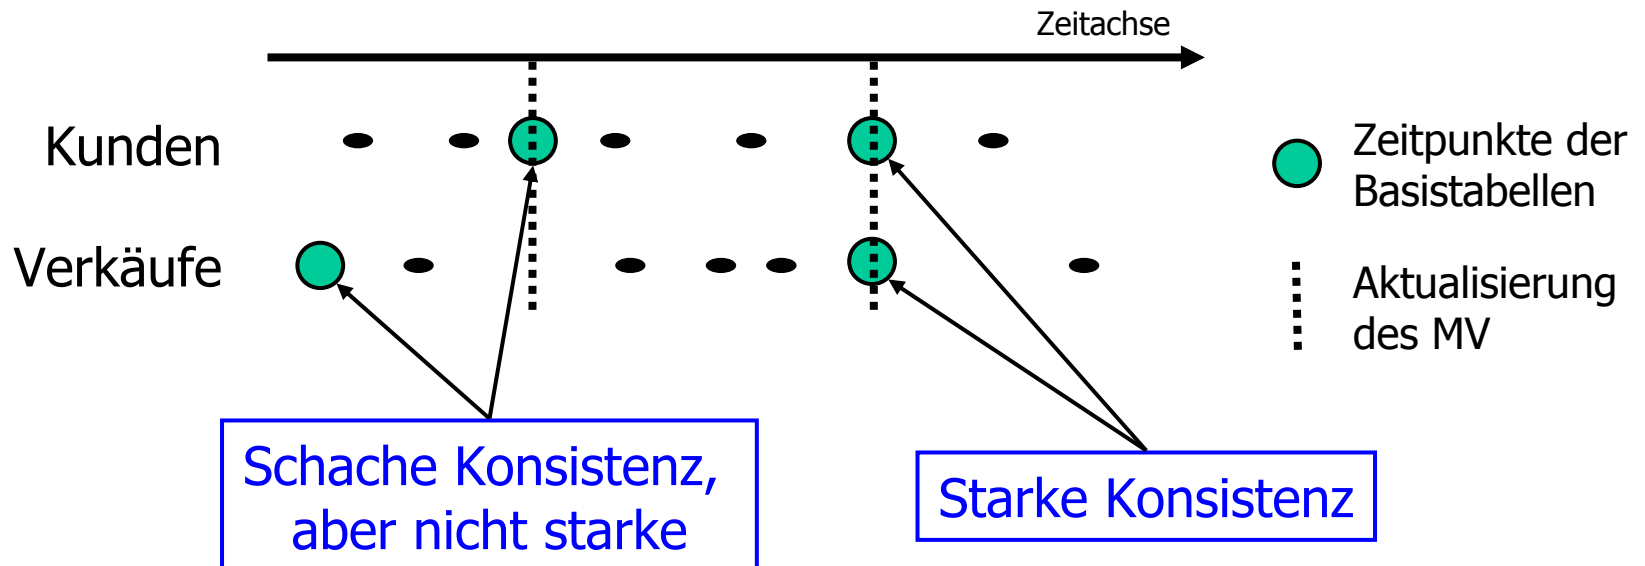 Zeitachse
Kunden
Verkäufe
Zeitpunkte der
Basistabellen
Aktualisierung
des MV
Schache Konsistenz,
aber nicht starke
Starke Konsistenz